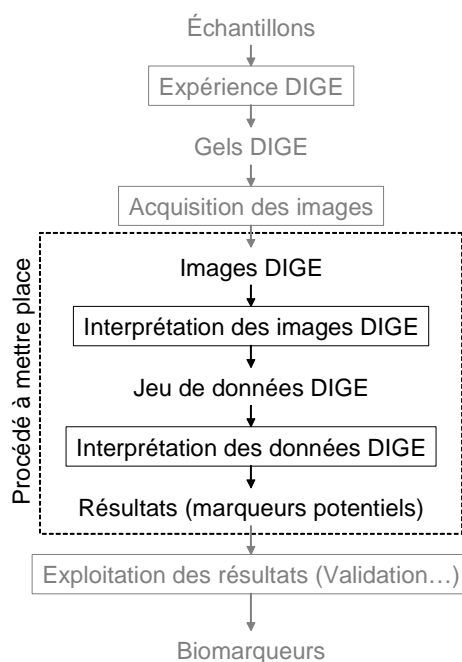 Échantillons
Expérience DIGE
Gels DIGE
Acquisition des images
Procédé à mettre place
Images DIGE
Interprétation des images DIGE
Jeu de données DIGE
Interprétation des données DIGE
Résultats (marqueurs potentiels)
Exploitation des résultats (Validation…)
Biomarqueurs